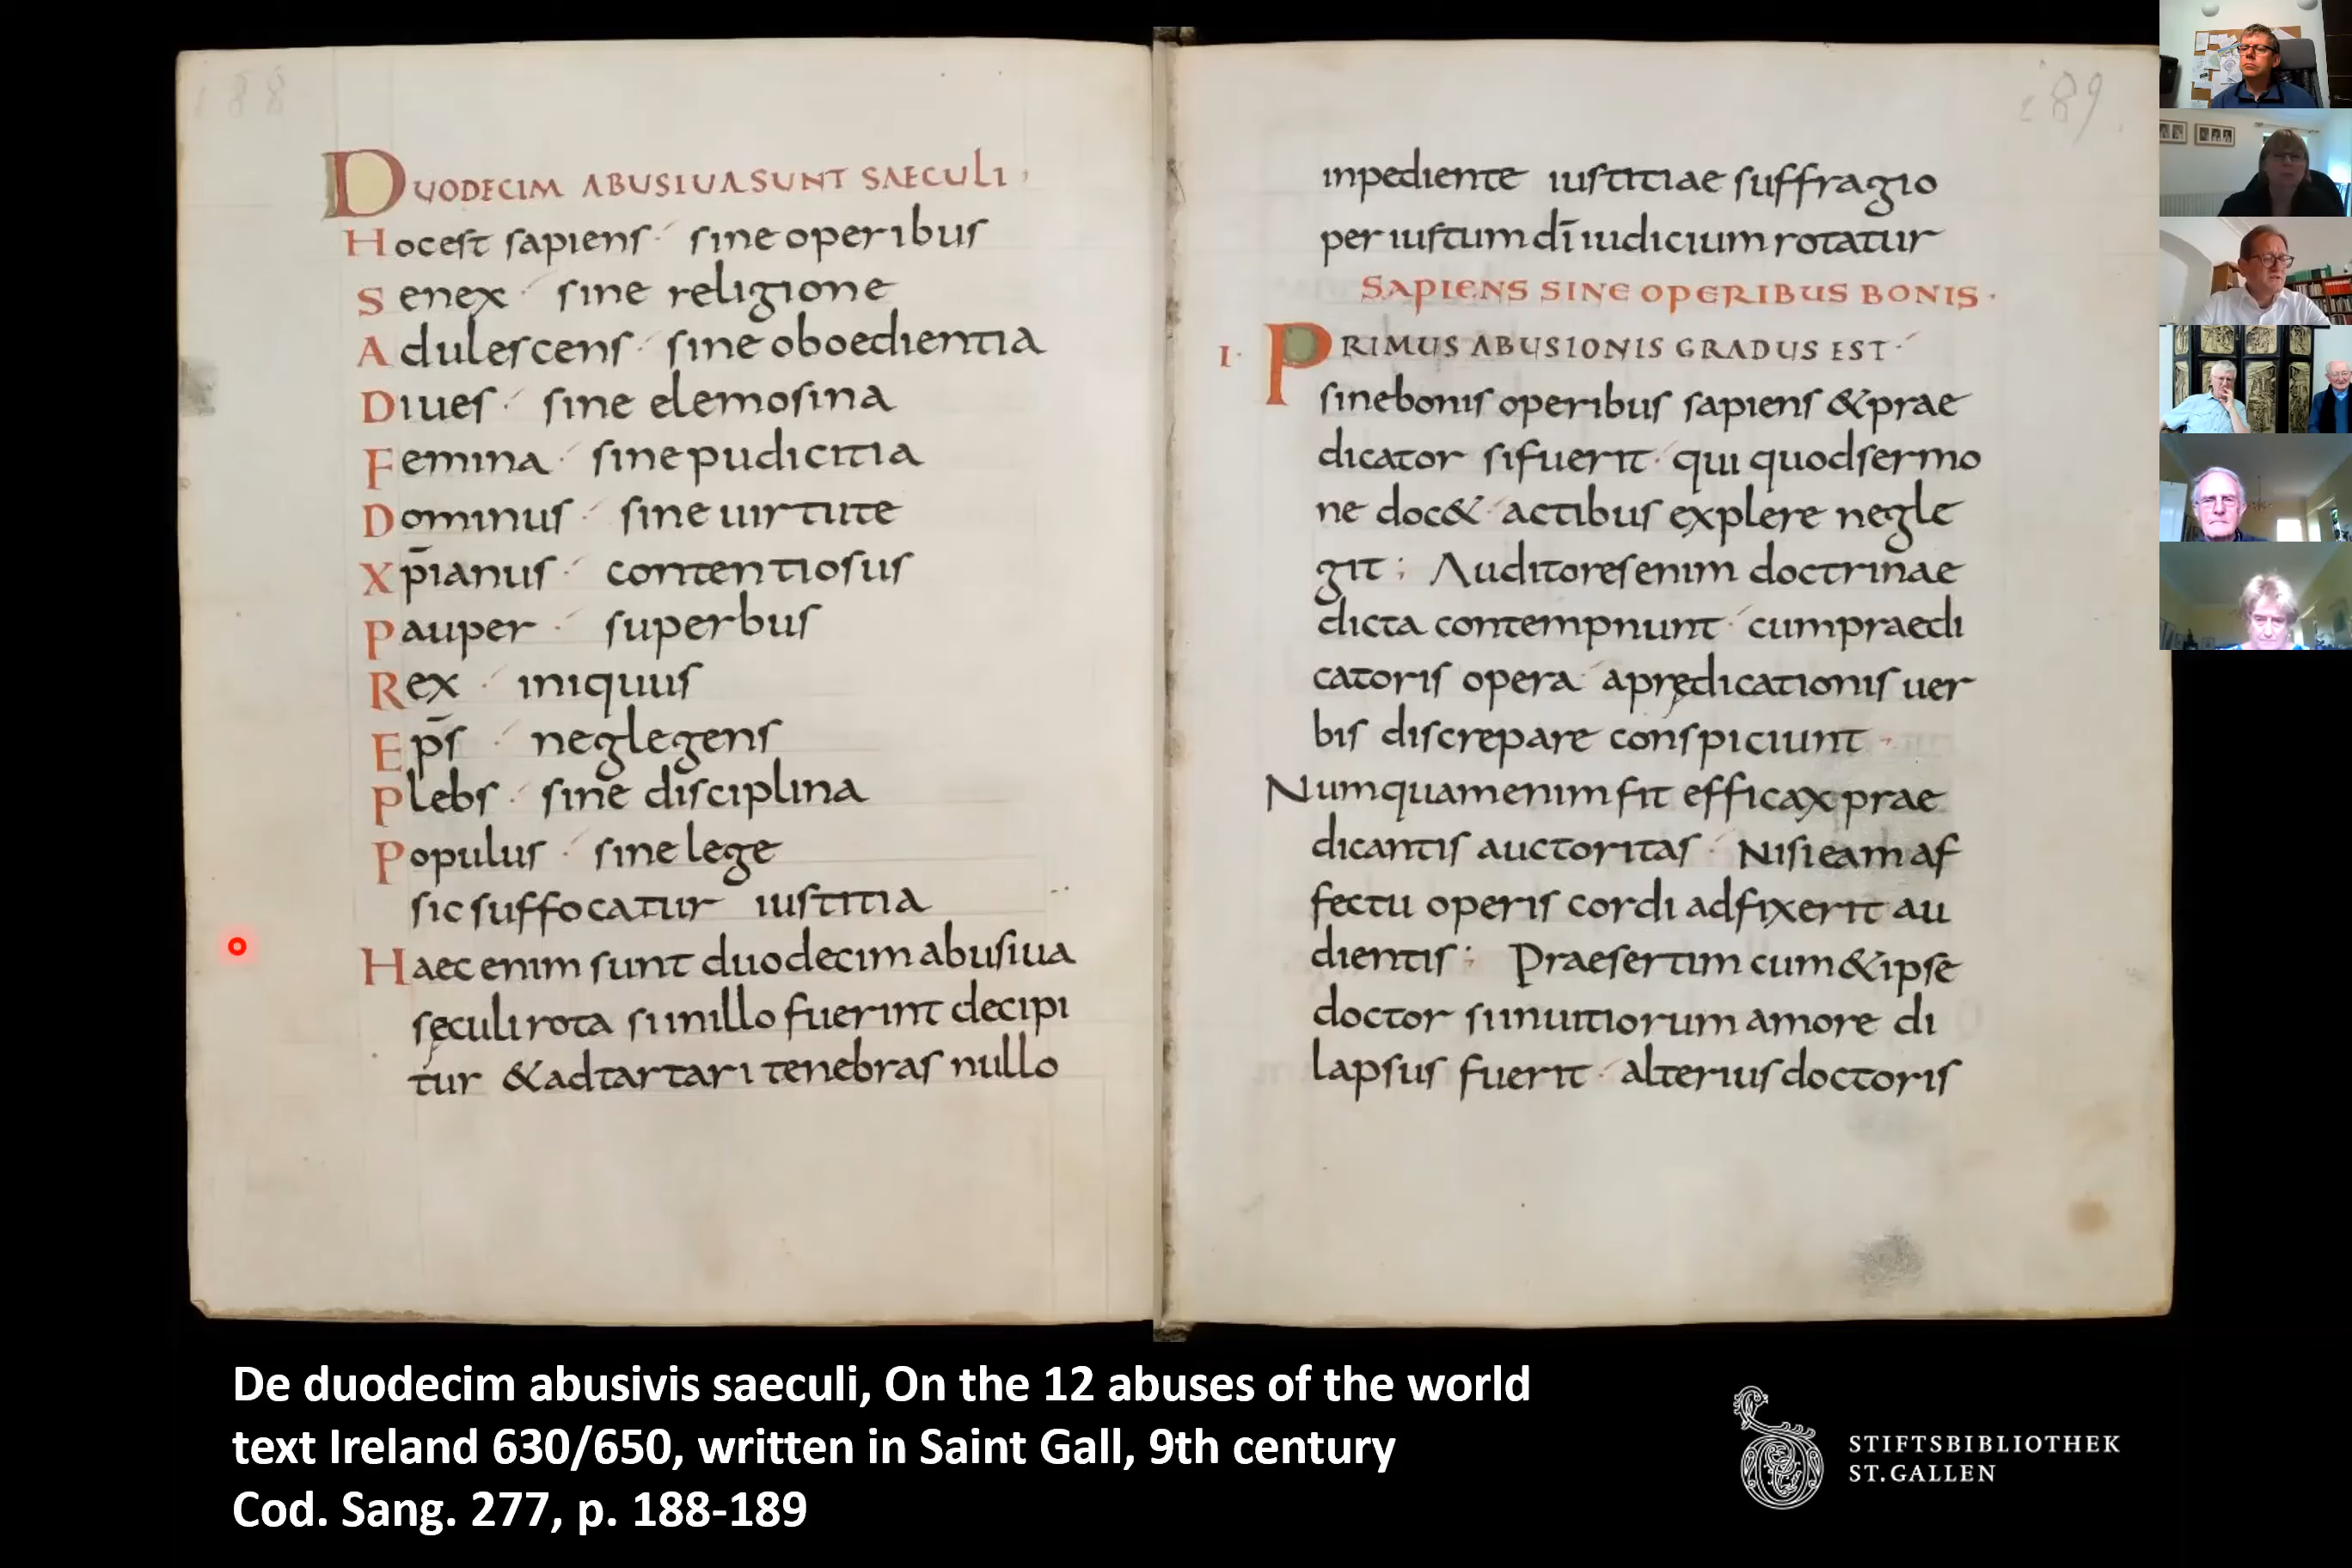 188
DUODECIM ABUSIUA SUNT SAECULI
Hoc est sapiens sine operibus
Senex sine religione
Adulescens sine oboedientia
Diues sine elemosina
Femina sine pudicitia
Dominus sine uirtute
Xp̄ianus contentiosus
Pauper superbus
Rex iniquus
Ep̄s neglegens
Plebs sine disciplina
Populus sine lege
sic suffocatur iustitia
Haec enim sunt duodecim abusiua
sęculi rota si in illo fuerint decipi
tur & ad tartari tenebras nullo
189.
inpediente iustitiae suffragio
per iustum dī iudicium rotatur
SAPIENS SINE OPERIBUS BONIS·
I· PRIMUS ABUSIONIS GRADUS EST
sine bonis operibus sapiens & prae
dicator si fuerit· qui quod sermo
ne doc& actibus explere negle
git; Auditores enim doctrinae
dicta contempnunt· cum praedi
catoris opera a prędicationis uer
bis discrepare conspiciunt·
Numquam enim fit efficax prae
dicantis auctoritas· Nisi eam af
fectu operis cordi adfixerit au
dientis; Praesertim cum & ipse
doctor si in uitiorum amore di
lapsus fuerit· alterius doctoris
De duodecim abusivis saeculi, On the 12 abuses of the world
text Ireland 630/650, written in Saint Gall, 9th century
Cod. Sang. 277, p. 188-189
STIFTSBIBLIOTHEK
ST. GALLEN